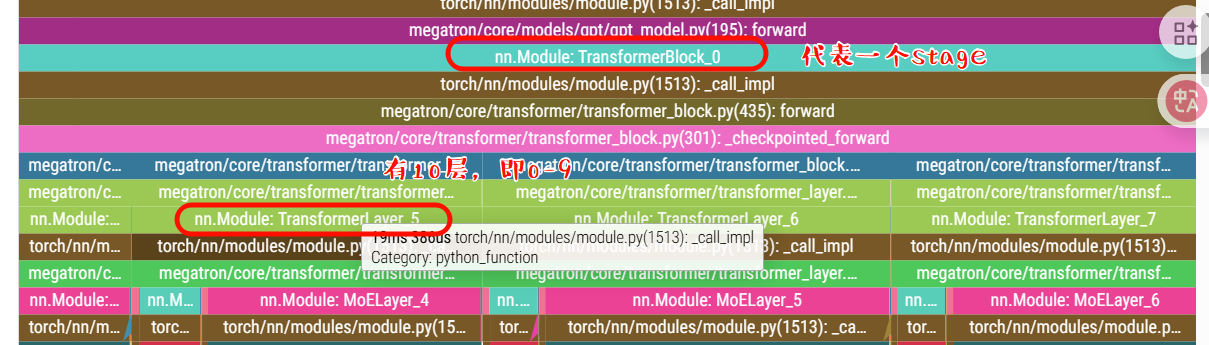 torch/nn/modules/module.py(1513): _call_impl
megatron/core/models/gpt/gpt_model.py(195): forward
nn.Module: TransformerBlock_0 代表一个stage
torch/nn/modules/module.py(1513): _call_impl
megatron/core/transformer/transformer_block.py(435): forward
megatron/core/transformer/transformer_block.py(301): _checkpointed_forward
megatron/c... megatron/core/transformer/transformer_... megatron/core/transformer/transformer_block.... megatron/core/transformer/transf...
有10层， 即0-9
megatron/c... megatron/core/transformer/transformer... megatron/core/transformer/transformer_layer.... megatron/core/transformer/transf...
nn.Module:... nn.Module: TransformerLayer_5 nn.Module: TransformerLayer_6 nn.Module: TransformerLayer_7
torch/nn/m... torch/nn/modules/module.py( 19ms 386us torch/nn/modules/module.py(1513): _call_impl 3): _call_impl torch/nn/modules/module.py(1513)...
Category: python_function
megatron/c... megatron/core/transformer/transformer... megatron/core/transformer/transformer_layer.... megatron/core/transformer/transf...
nn.Module:... nn.M... nn.Module: MoELayer_4 nn.... nn.Module: MoELayer_5 nn.... nn.Module: MoELayer_6
torch/nn/m... torc... torch/nn/modules/module.py(15... tor... torch/nn/modules/module.py(1513): _ca... tor... torch/nn/modules/module.p...
中A